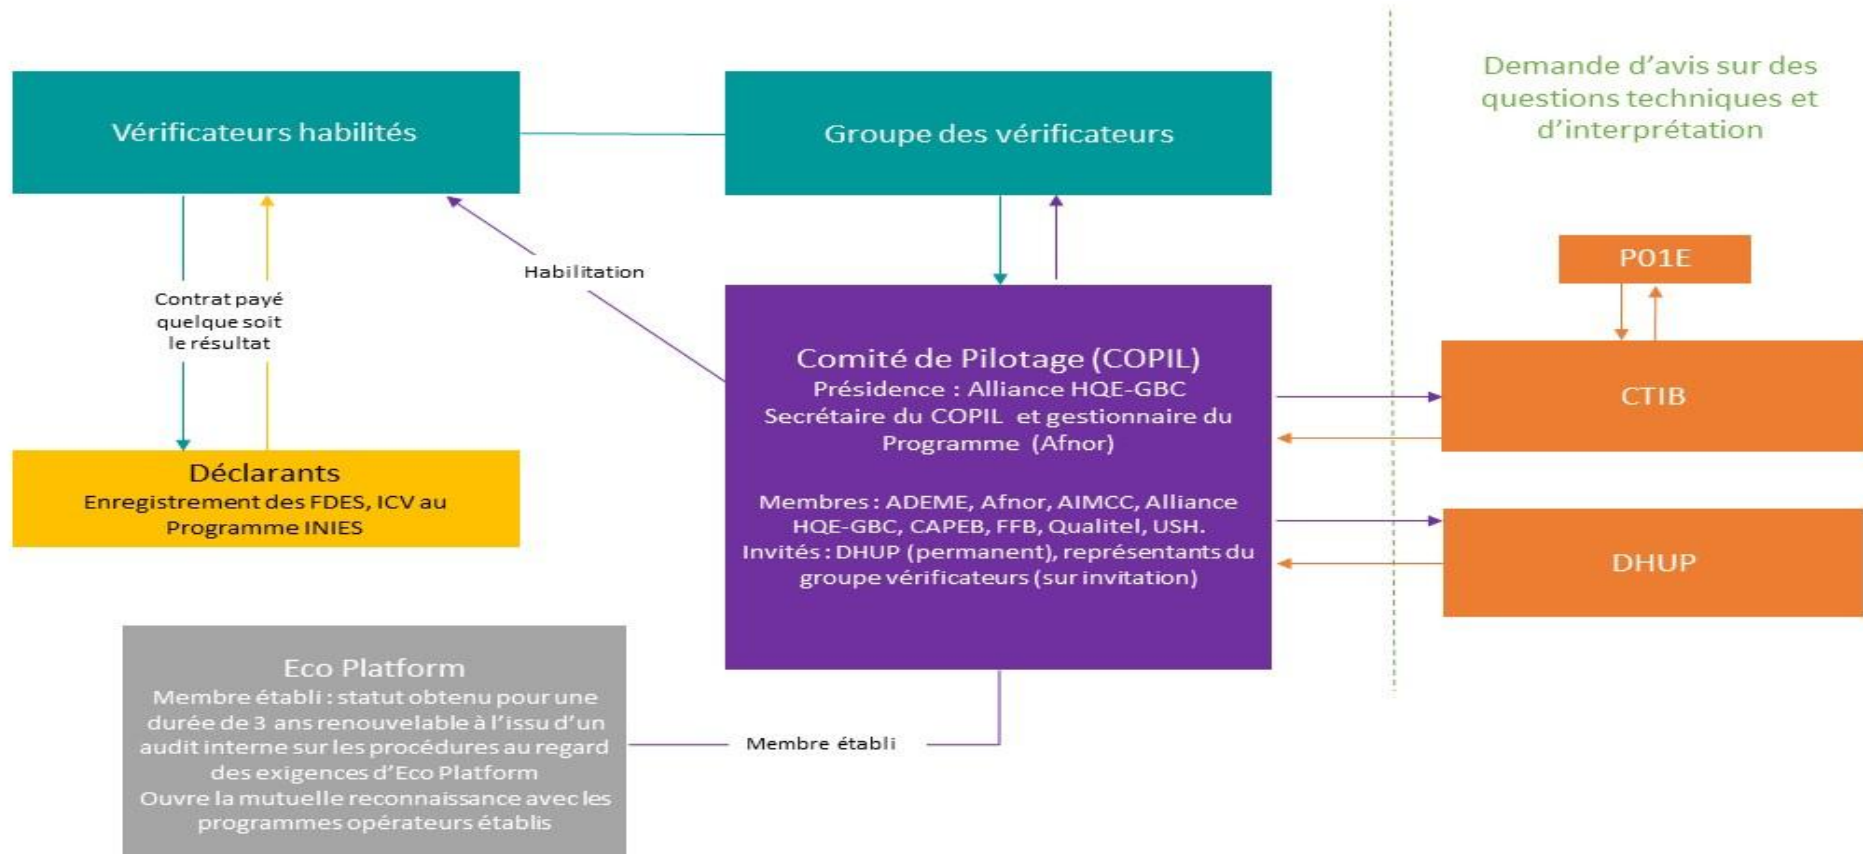 Vérificateurs habilités
Groupe des vérificateurs
Demande d'avis sur des
questions techniques et
d'interprétation
Habilitation
P01E
Contrat payé
quelque soit
le résultat
Comité de Pilotage (COPIL)
Présidence : Alliance HQE-GBC
Secrétaire du COPIL et gestionnaire du
Programme (Afnor)
Membres : ADEME, Afnor, AIMCC, Alliance
HQE-GBC, CAPEB, FFB, Qualitel, USH.
Invités : DHUP (permanent), représentants du
groupe vérificateurs (sur invitation)
CTIB
DHUP
Déclarants
Enregistrement des FDES, ICV au
Programme INIES
Eco Platform
Membre établi : statut obtenu pour une
durée de 3 ans renouvelable à l'issu d'un
audit interne sur les procédures au regard
des exigences d'Eco Platform
Ouvre la mutuelle reconnaissance avec les
programmes opérateurs établis
Membre établi